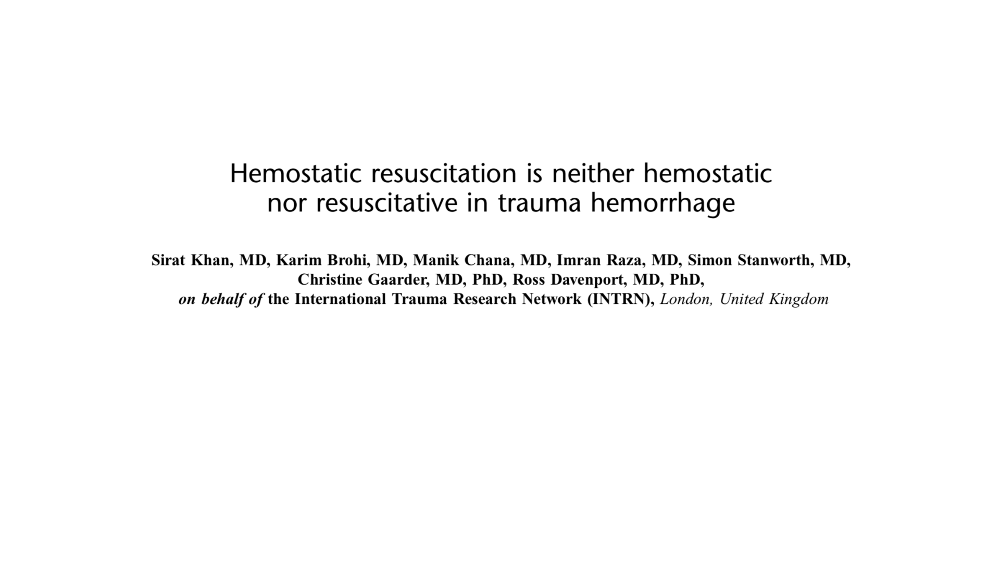 Hemostatic resuscitation is neither hemostatic
nor resuscitative in trauma hemorrhage
Sirat Khan, MD, Karim Brohi, MD, Manik Chana, MD, Imran Raza, MD, Simon Stanworth, MD,
Christine Gaarder, MD, PhD, Ross Davenport, MD, PhD,
on behalf of the International Trauma Research Network (INTRN), London, United Kingdom